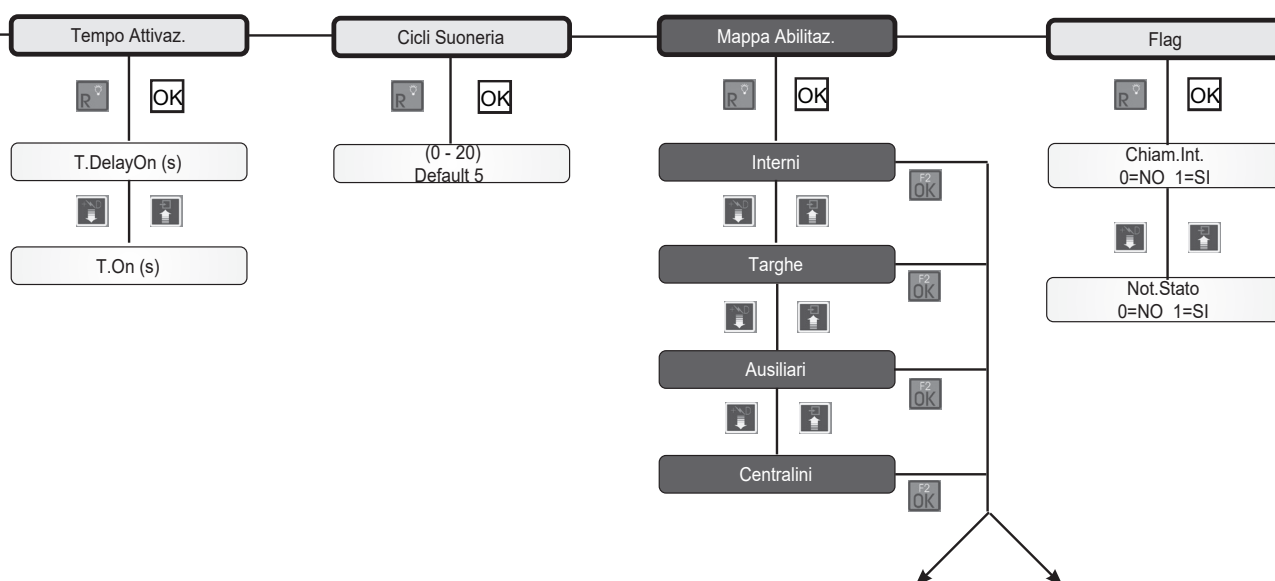 Tempo Attivaz.
Cicli Suoneria
Mappa Abilitaz.
Flag
R
OK
R
OK
R
OK
R
OK
T.DelayOn (s)
(0 - 20)
Default 5
Interni
Chiam.Int.
0=NO 1=SI
F2
OK
T.On (s)
Targhe
F2
OK
Not.Stato
0=NO 1=SI
Ausiliari
F2
OK
Centralini
F2
OK